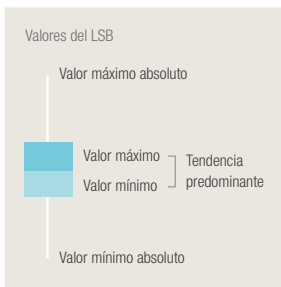 Valores del LSB
Valor máximo absoluto
Valor máximo
Valor mínimo
Tendencia
predominante
Valor mínimo absoluto